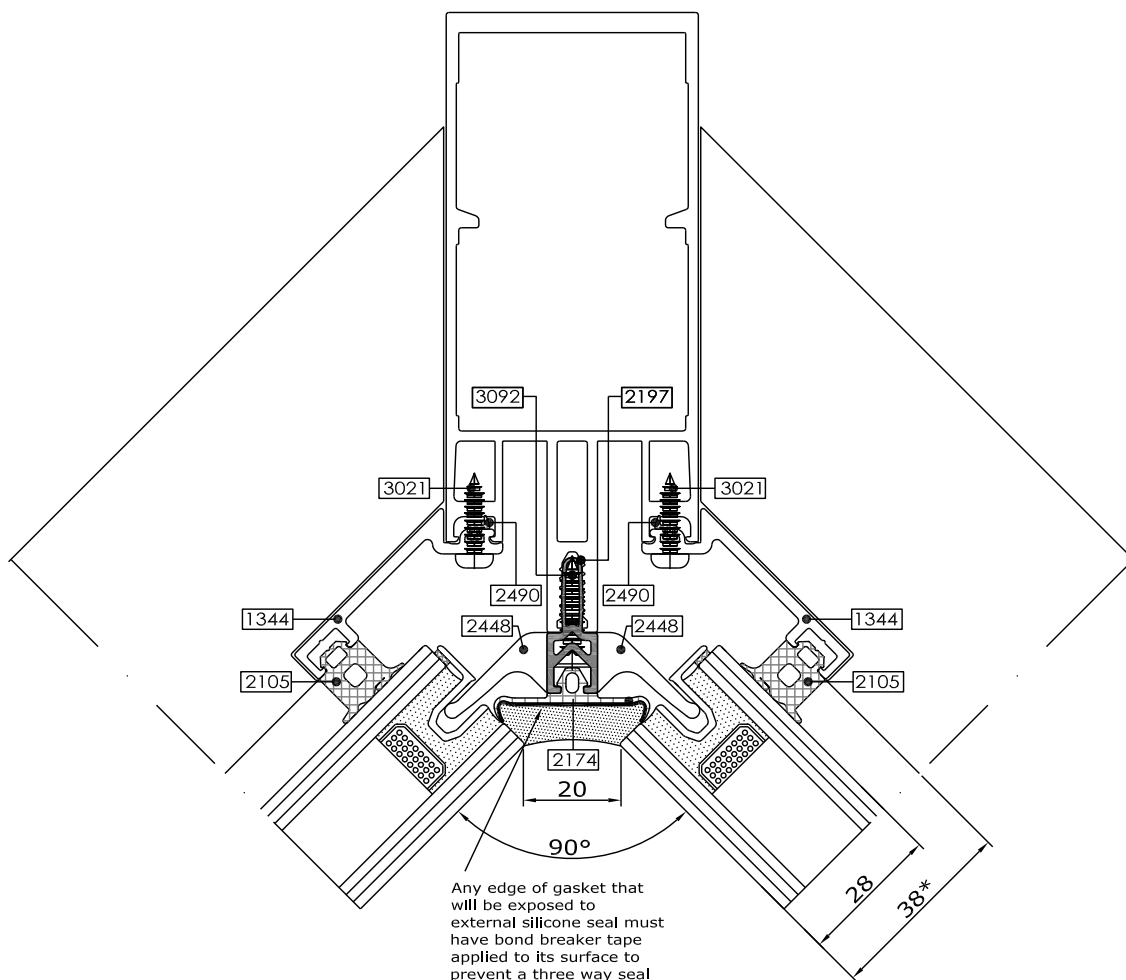 3092 2197
3021 3021
2490 2490
1344 1344
2448 2448
2105 2105
2174
20
90°
28
38*
Any edge of gasket that
will be exposed to
external silicone seal must
have bond breaker tape
applied to its surface to
prevent a three way seal